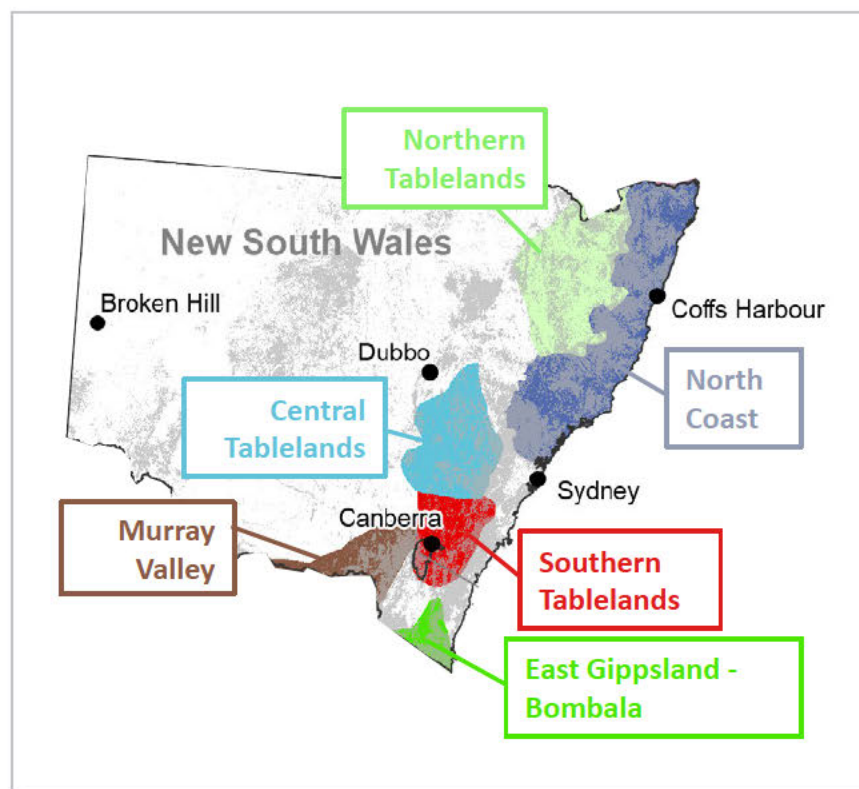 Northern
Tablelands
New South Wales
Broken Hill
Coffs Harbour
Dubbo
North
Coast
Central
Tablelands
Sydney
Canberra
Murray
Valley
Southern
Tablelands
East Gippsland -
Bombala